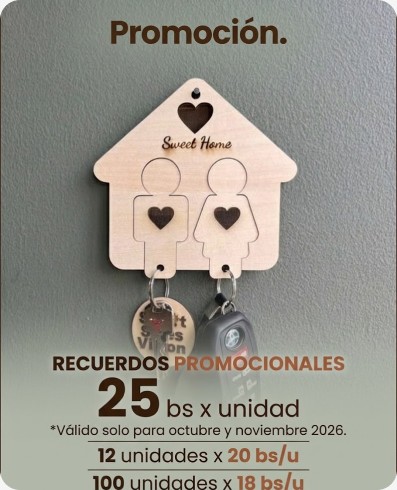 Promoción.
Sweet Home
RECUERDOS PROMOCIONALES
25 bs x unidad
*Válido solo para octubre y noviembre 2026.
12 unidades x 20 bs/u
100 unidades x 18 bs/u